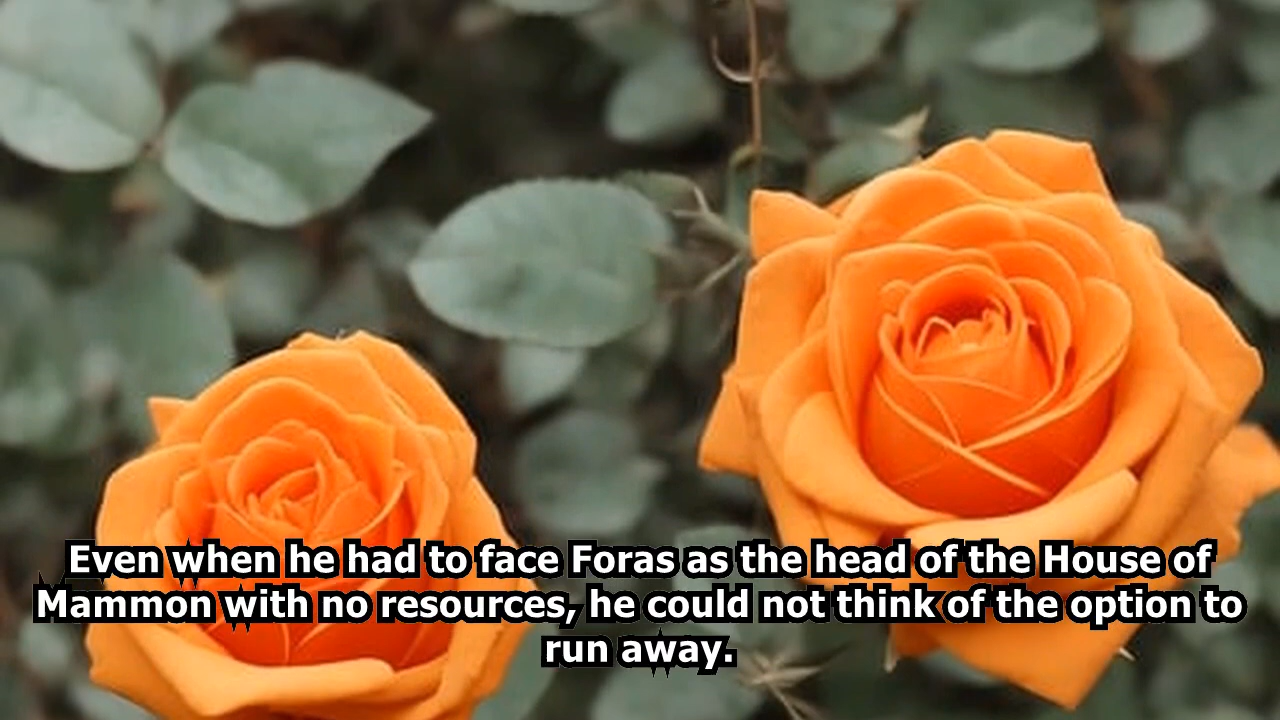 Even when he had to face Foras as the head of the House of
Mammon with no resources, he could not think of the option to
run away.